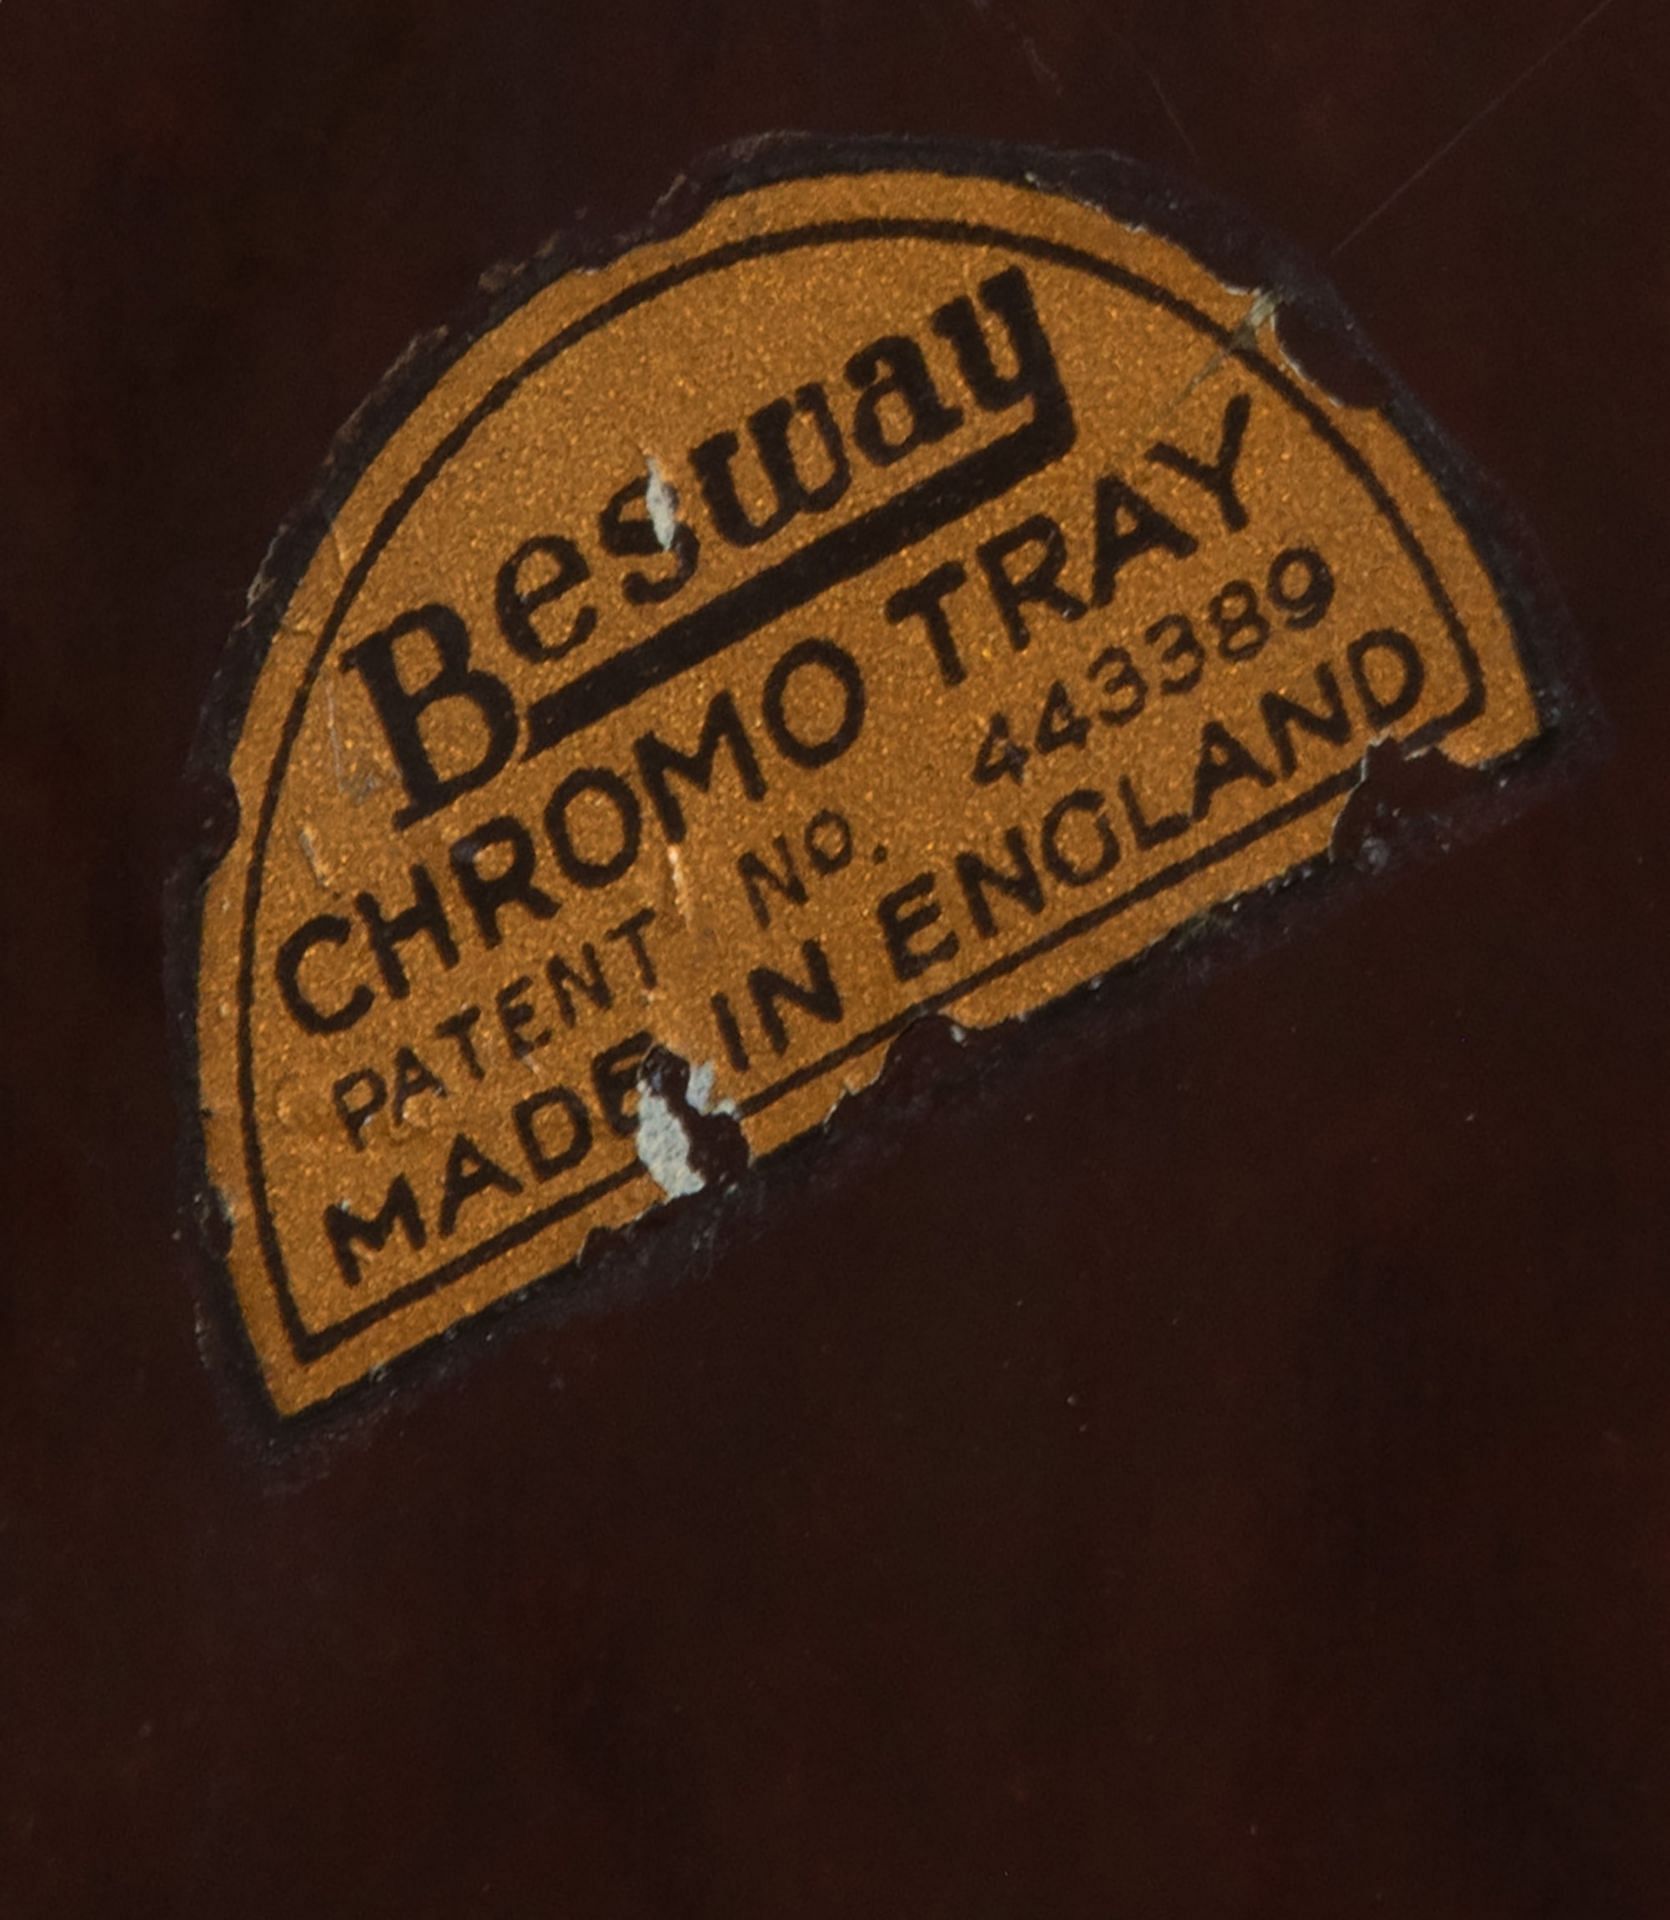 Besway
CHROMO TRAY
PATENT NO. 443389
MADE IN ENGLAND